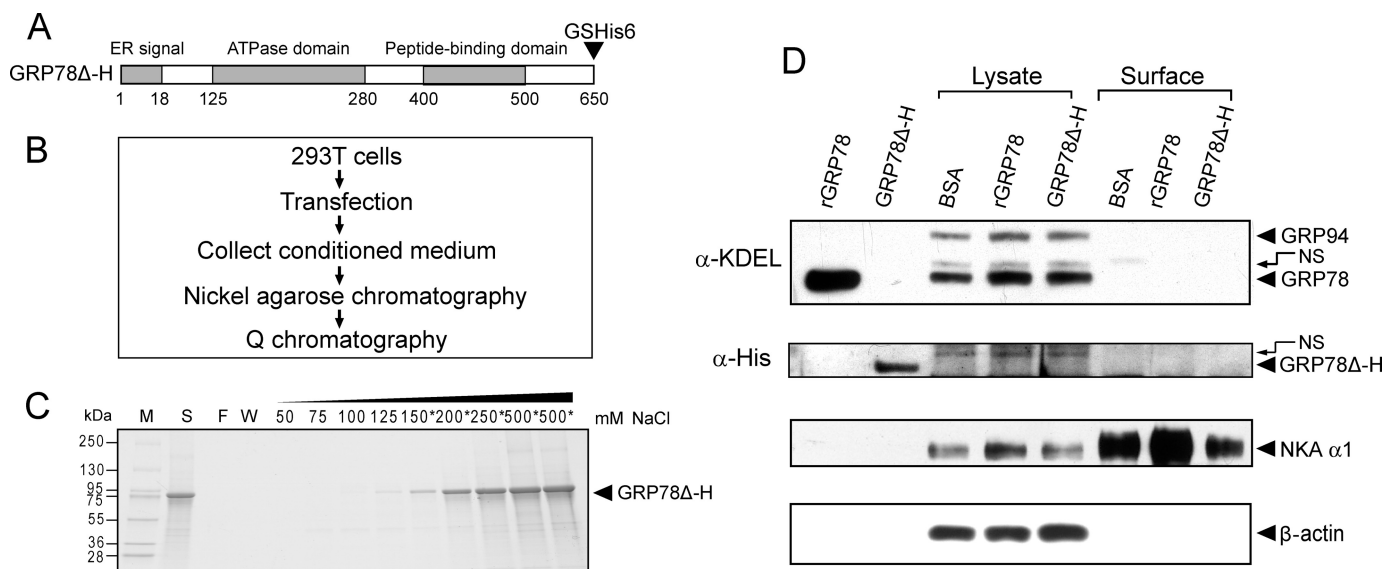 A
GSHis6
ER signal ATPase domain Peptide-binding domain
GRP78Δ-H
1 18 125 280 400 500 650
B
293T cells
Transfection
Collect conditioned medium
Nickel agarose chromatography
Q chromatography
C
kDa M S F W 50 75 100 125 150* 200* 250* 500* 500* mM NaCl
250
130
95
75
55
36
28
GRP78Δ-H
D
Lysate Surface
rGRP78 GRP78Δ-H BSA rGRP78 GRP78Δ-H BSA rGRP78 GRP78Δ-H
α-KDEL
GRP94
NS
GRP78
α-His
NS
GRP78Δ-H
NKA α1
β-actin